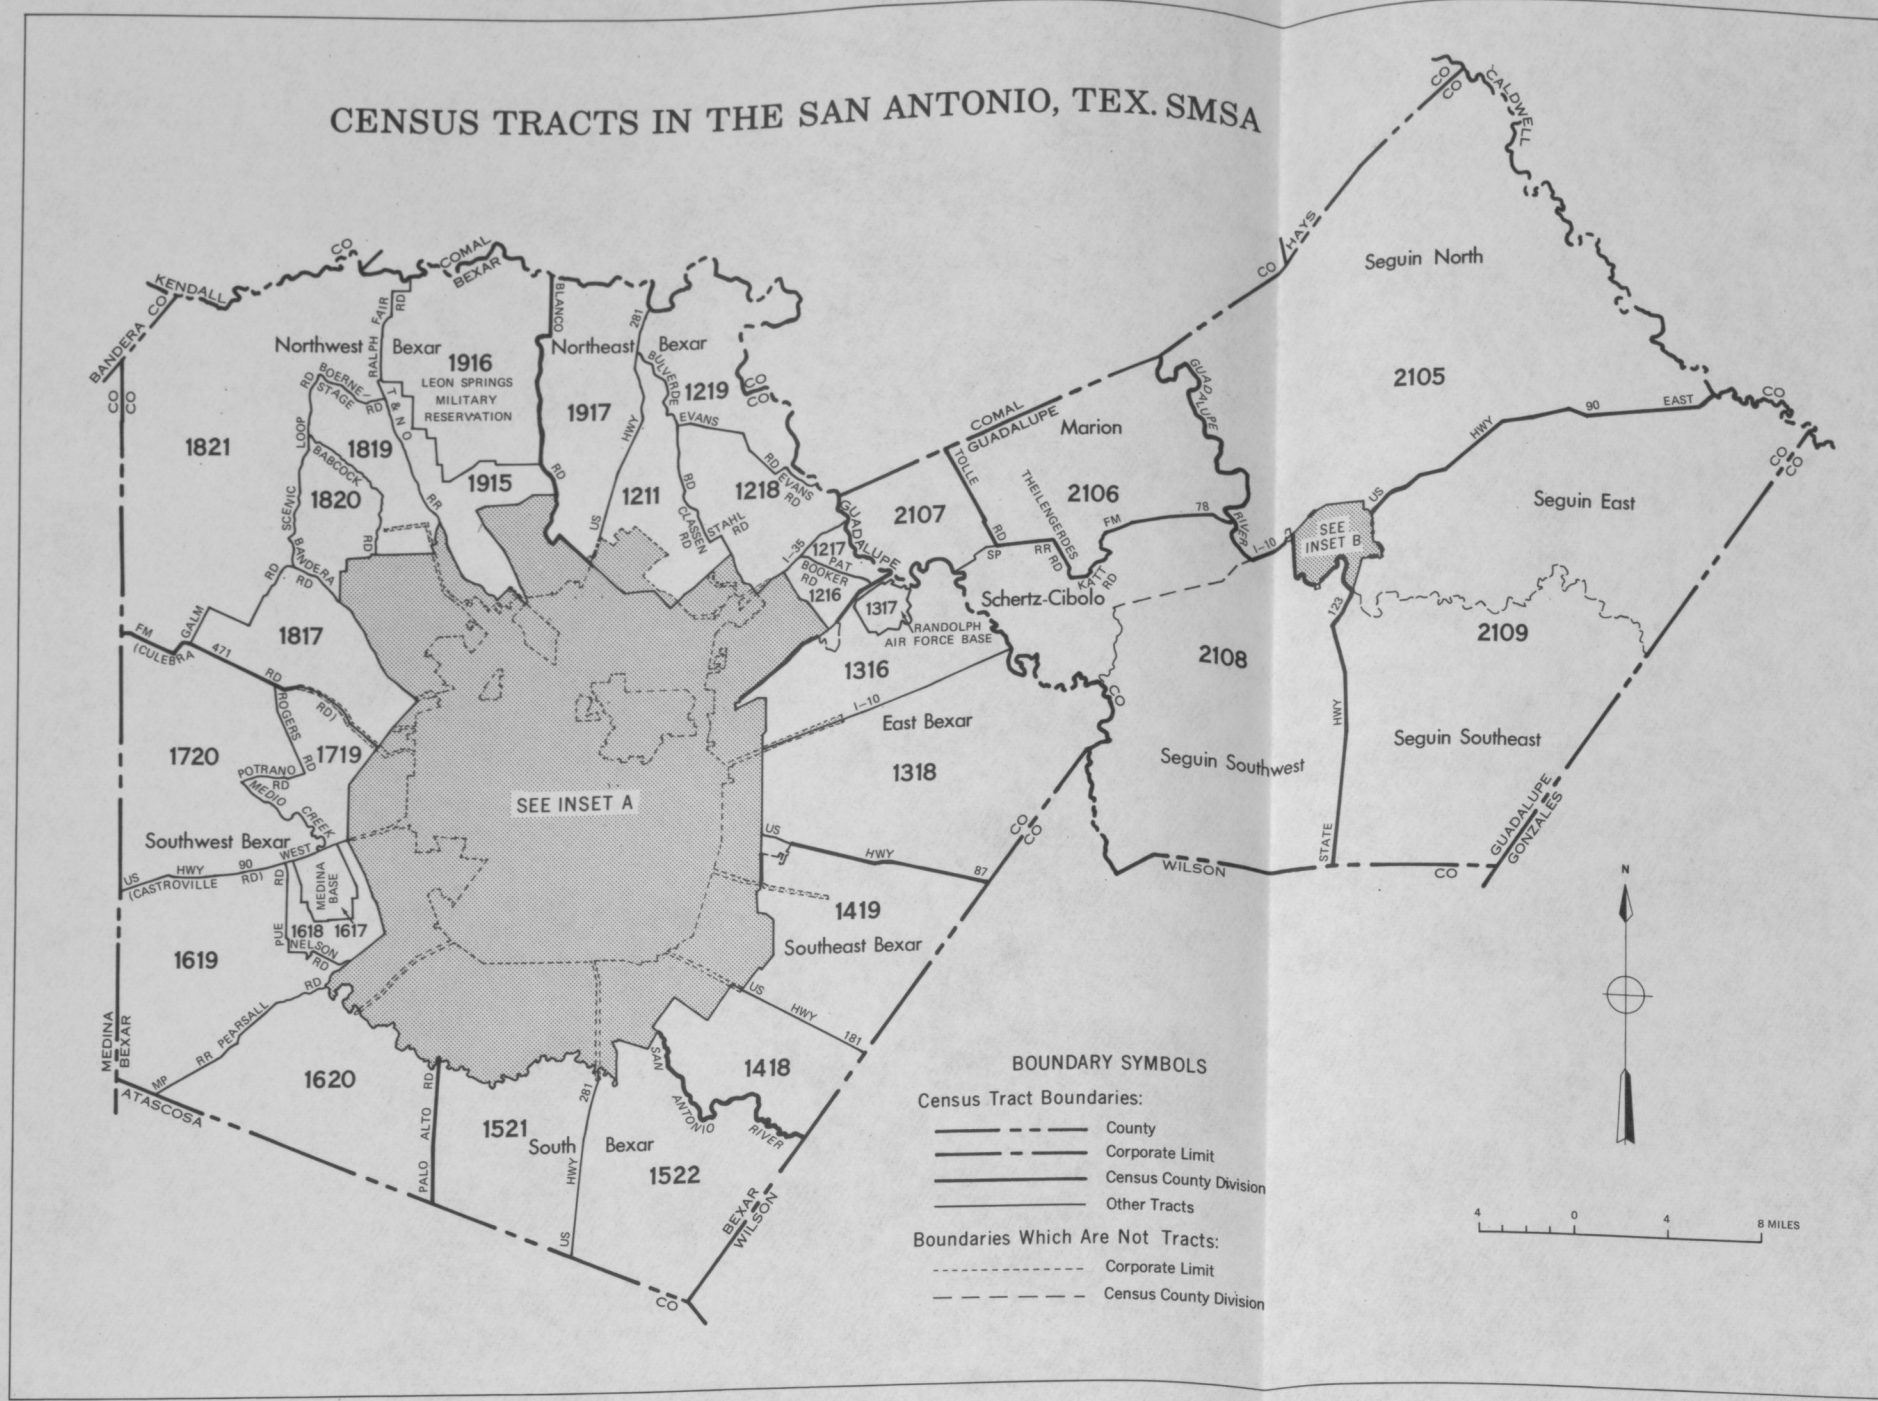 CENSUS TRACTS IN THE SAN ANTONIO, TEX. SMSA
CO
CO
CALDWELL
HAYS
CO
Seguin North
2105
CO
COMAL
BEXAR
KENDALL
BANDERA CO
CO
CO
RALPH FAIR
RD
BLANCO
RD
281
HWY
US
Northwest Bexar
1916
LEON SPRINGS
MILITARY
RESERVATION
Northeast Bexar
BULVERDE
1219
CO
CO
EVANS
RD
EVANS
RD
BOERNE
STAGE
RD
RD
LOOP
SCENIC
T & N O
RR
1821
1819
BABCOCK
RD
1820
1915
1917
1211
1218
RD
CLASSEN
RD
STAHL
RD
BANDERA
RD
RD
GALM
1817
FM
(CULEBRA
471
RD
RD)
ROGERS
RD
1719
1720
POTRANO
RD
MEDIO
CREEK
Southwest Bexar
WEST
US
HWY
90
(CASTROVILLE
RD)
RD
PUE
MEDINA
BASE
1618
1617
NELSON
RD
1619
RD
PEARSALL
RR
MP
MEDINA
BEXAR
ATASCOSA
1620
PALO ALTO RD
1521
South Bexar
1522
281
HWY
US
SAN
ANTONIO
RIVER
1418
US
HWY
181
BEXAR
WILSON
CO
SEE INSET A
I-35
1217
PAT
BOOKER
RD
1216
1317
RANDOLPH
AIR FORCE BASE
GUADALUPE
1316
I-10
East Bexar
1318
US
HWY
87
1419
Southeast Bexar
CO
CO
COMAL
GUADALUPE
Marion
TOLLE
RD
2107
2106
THEILENGERDES
RD
SP
RR
FM
78
KATT
RD
GUADALUPE
RIVER
I-10
Schertz-Cibolo
CO
SEE
INSET B
US
HWY
90
EAST
CO
CO
CO
Seguin East
2109
2108
123
HWY
STATE
Seguin Southwest
Seguin Southeast
WILSON
CO
GUADALUPE
GONZALES
N
BOUNDARY SYMBOLS
Census Tract Boundaries:
County
Corporate Limit
Census County Division
Other Tracts
Boundaries Which Are Not Tracts:
Corporate Limit
Census County Division
4 0 4 8 MILES